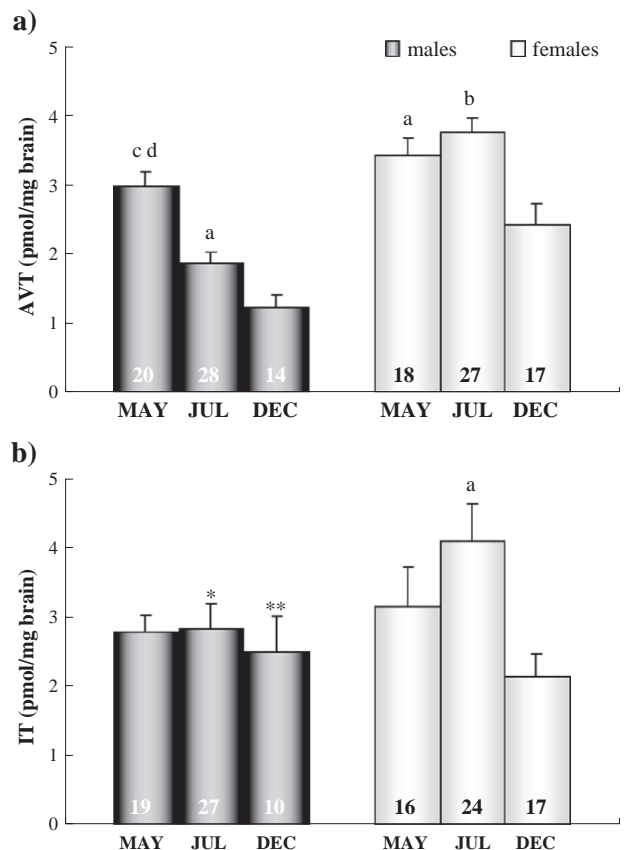 a)
males females
5
4
3
2
1
0
AVT (pmol/mg brain)
c d
a
a
b
20 28 14 18 27 17
MAY JUL DEC MAY JUL DEC
b)
5
4
3
2
1
0
IT (pmol/mg brain)
*
**
a
19 27 10 16 24 17
MAY JUL DEC MAY JUL DEC